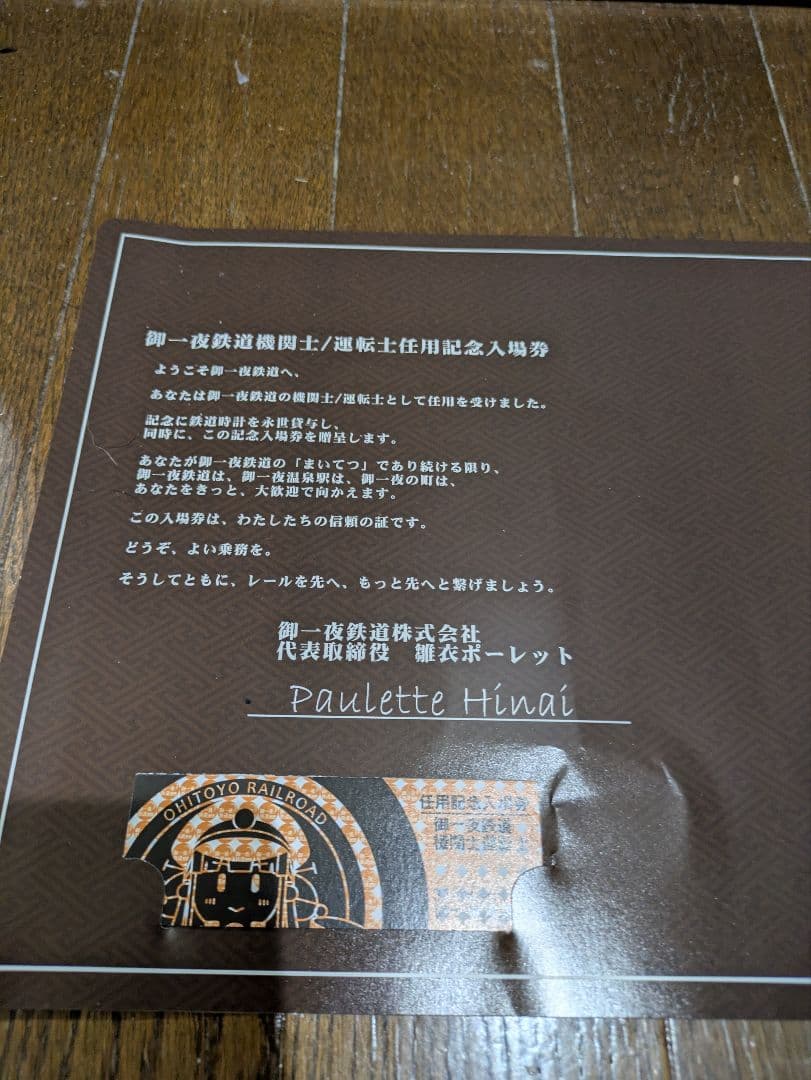 御一夜鉄道機関士/運転士任用記念入場券
ようこそ御一夜鉄道へ、
あなたは御一夜鉄道の機関士/運転士として任用を受けました。
記念に鉄道時計を永世貸与し、
同時に、この記念入場券を贈呈します。
あなたが御一夜鉄道の「まいてつ」であり続ける限り、
御一夜鉄道は、御一夜温泉駅は、御一夜の町は、
あなたをきっと、大歓迎で向かえます。
この入場券は、わたしたちの信頼の証です。
どうぞ、よい乗務を。
そうしてともに、レールを先へ、もっと先へと繋げましょう。
御一夜鉄道株式会社
代表取締役 雛衣ポーレット
Paulette Hinai
OHITOYO RAILROAD
任用記念入場券
御一夜鉄道
機関士